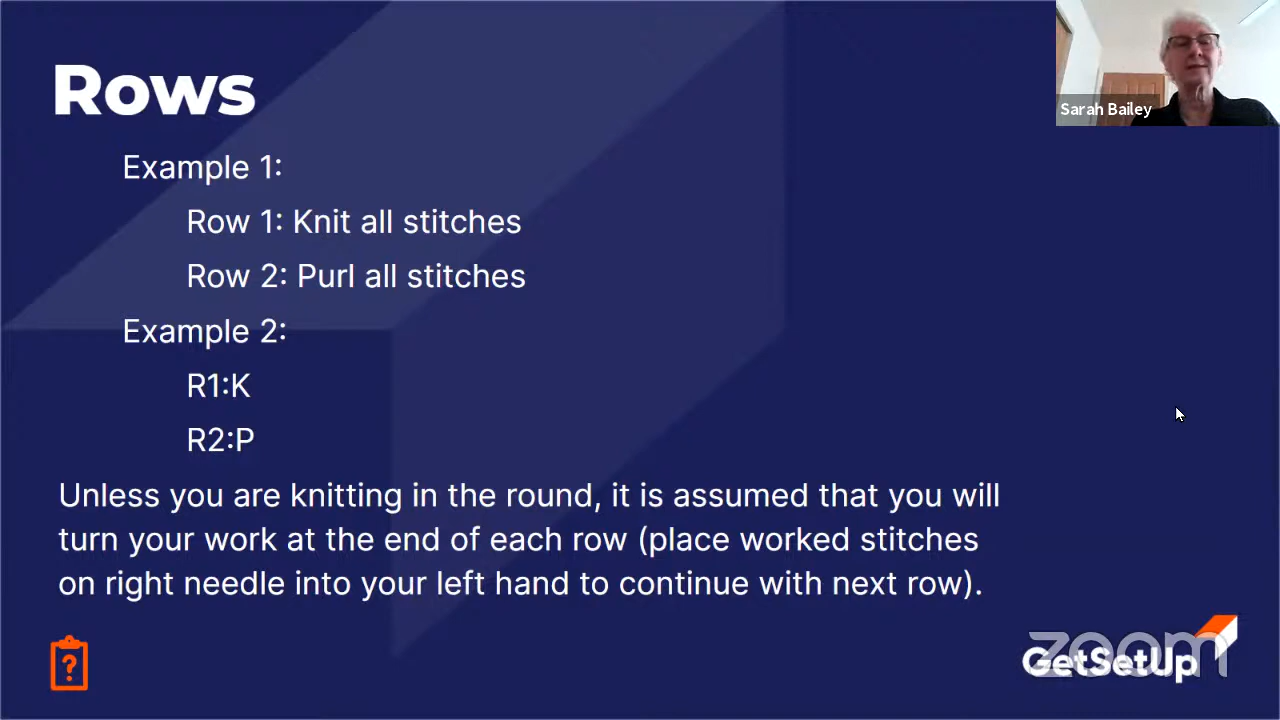 Rows
Sarah Bailey
Example 1:
Row 1: Knit all stitches
Row 2: Purl all stitches
Example 2:
R1:K
R2:P
Unless you are knitting in the round, it is assumed that you will
turn your work at the end of each row (place worked stitches
on right needle into your left hand to continue with next row).
?
zoom
GetSetUp